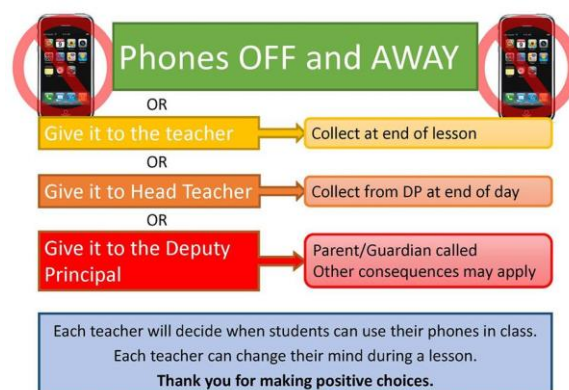 Phones OFF and AWAY
OR
Give it to the teacher
Collect at end of lesson
OR
Give it to Head Teacher
Collect from DP at end of day
OR
Give it to the Deputy
Principal
Parent/Guardian called
Other consequences may apply
Each teacher will decide when students can use their phones in class.
Each teacher can change their mind during a lesson.
Thank you for making positive choices.